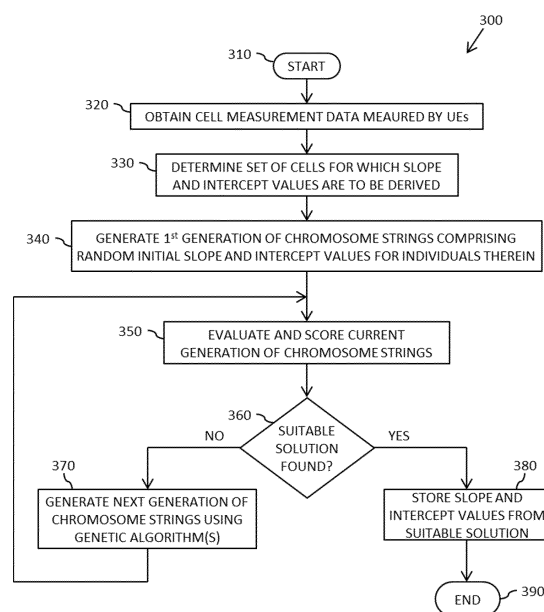 300
310
START
320
OBTAIN CELL MEASUREMENT DATA MEAURED BY UEs
330
DETERMINE SET OF CELLS FOR WHICH SLOPE
AND INTERCEPT VALUES ARE TO BE DERIVED
340
GENERATE 1st GENERATION OF CHROMOSOME STRINGS COMPRISING
RANDOM INITIAL SLOPE AND INTERCEPT VALUES FOR INDIVIDUALS THEREIN
350
EVALUATE AND SCORE CURRENT
GENERATION OF CHROMOSOME STRINGS
360
SUITABLE
SOLUTION
FOUND?
NO
YES
370
GENERATE NEXT GENERATION OF
CHROMOSOME STRINGS USING
GENETIC ALGORITHM(S)
380
STORE SLOPE AND
INTERCEPT VALUES FROM
SUITABLE SOLUTION
END
390